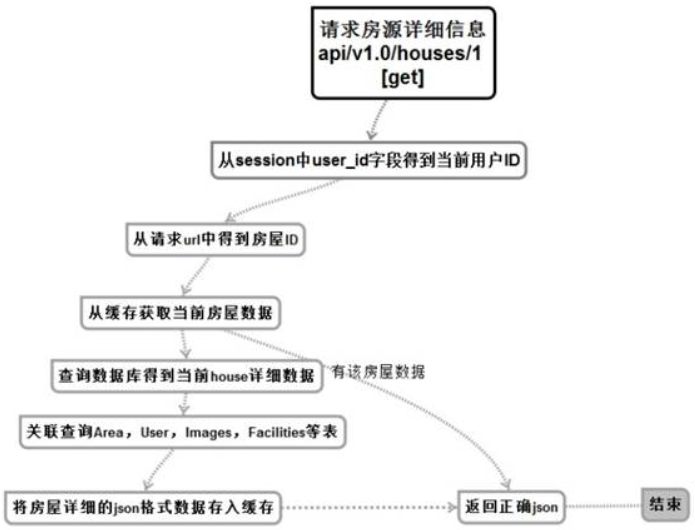 请求房源详细信息
api/v1.0/houses/1
[get]
从session中user_id字段得到当前用户ID
从请求url中得到房屋ID
从缓存获取当前房屋数据
查询数据库得到当前house详细数据
有该房屋数据
关联查询Area，User，Images，Facilities等表
将房屋详细的json格式数据存入缓存
返回正确json
结束